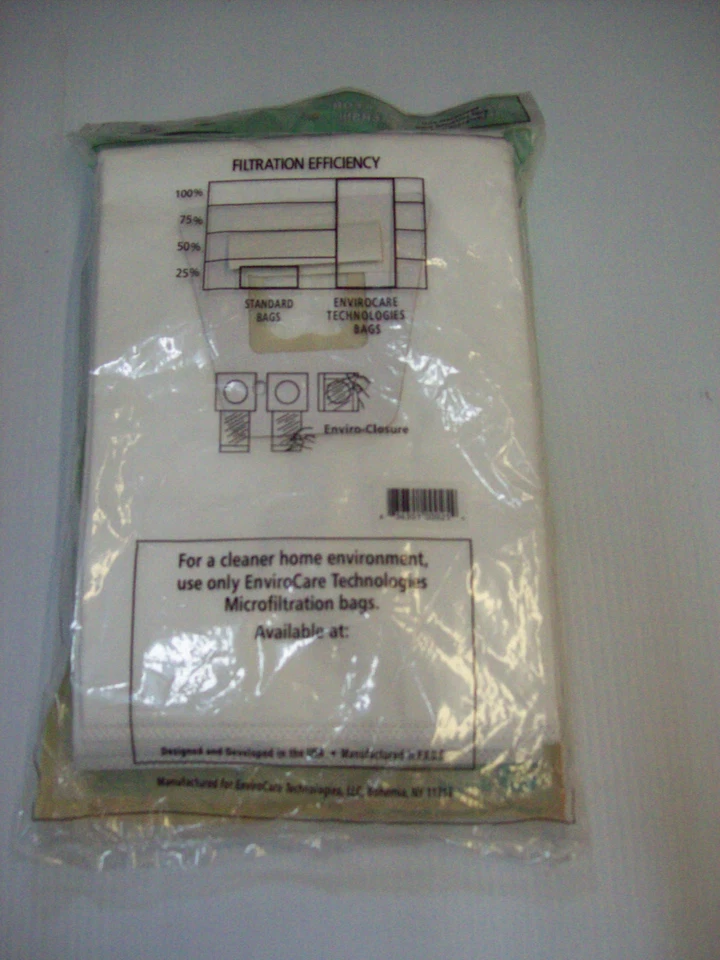 FILTRATION EFFICIENCY
100%
75%
50%
25%
STANDARD
BAGS
ENVIROCARE
TECHNOLOGIES
BAGS
Enviro-Closure
For a cleaner home environment,
use only EnviroCare Technologies
Microfiltration bags.
Available at:
Designed and Developed in the USA • Manufactured in P.R.O.C.
Manufactured for EnviroCare Technologies, LLC, Bohemia, NY 11716